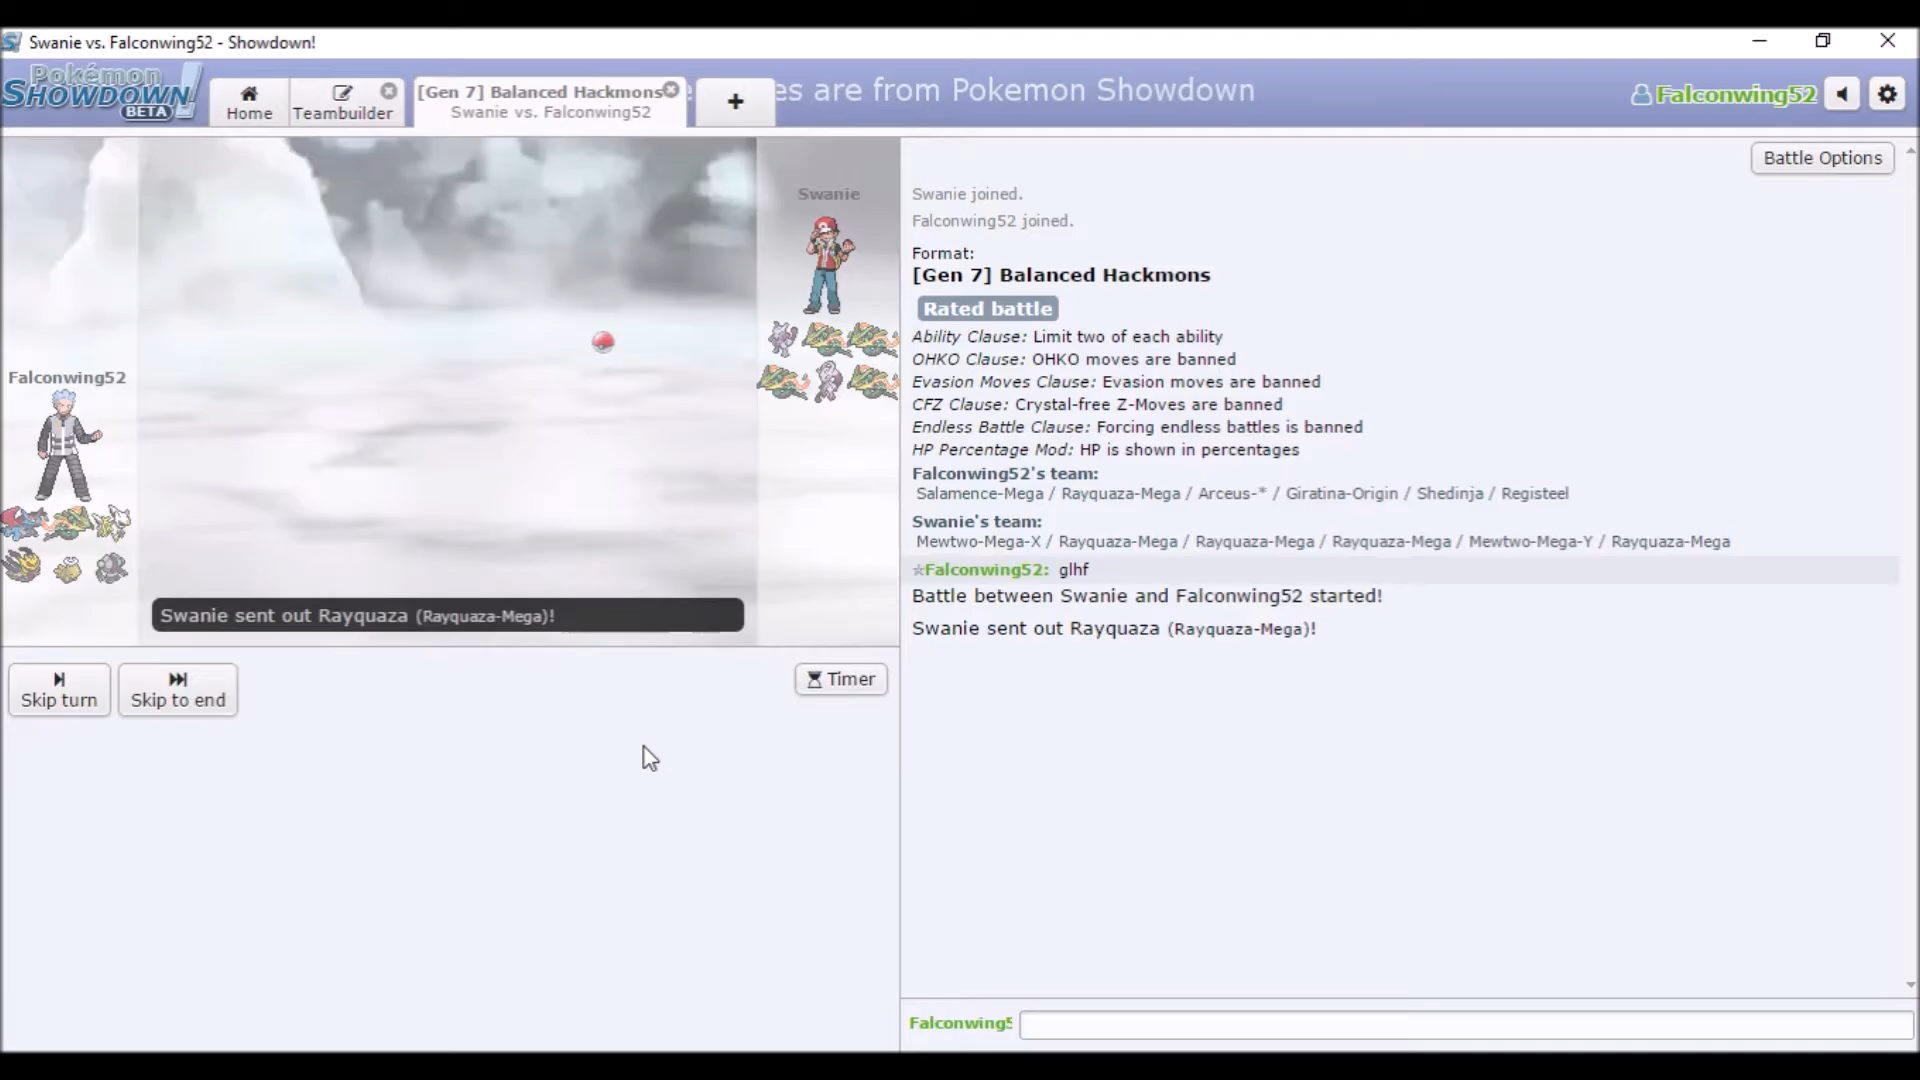 Swanie vs. Falconwing52 - Showdown!
Pokémon
SHOWDOWN!
BETA
Home
Teambuilder
[Gen 7] Balanced Hackmons
Swanie vs. Falconwing52
+
es are from Pokemon Showdown
Falconwing52
Battle Options
Swanie
Falconwing52
Swanie sent out Rayquaza (Rayquaza-Mega)!
Skip turn
Skip to end
Timer
Swanie joined.
Falconwing52 joined.
Format:
[Gen 7] Balanced Hackmons
Rated battle
Ability Clause: Limit two of each ability
OHKO Clause: OHKO moves are banned
Evasion Moves Clause: Evasion moves are banned
CFZ Clause: Crystal-free Z-Moves are banned
Endless Battle Clause: Forcing endless battles is banned
HP Percentage Mod: HP is shown in percentages
Falconwing52's team:
Salamence-Mega / Rayquaza-Mega / Arceus-* / Giratina-Origin / Shedinja / Registeel
Swanie's team:
Mewtwo-Mega-X / Rayquaza-Mega / Rayquaza-Mega / Rayquaza-Mega / Mewtwo-Mega-Y / Rayquaza-Mega
☆Falconwing52: glhf
Battle between Swanie and Falconwing52 started!
Swanie sent out Rayquaza (Rayquaza-Mega)!
Falconwing5